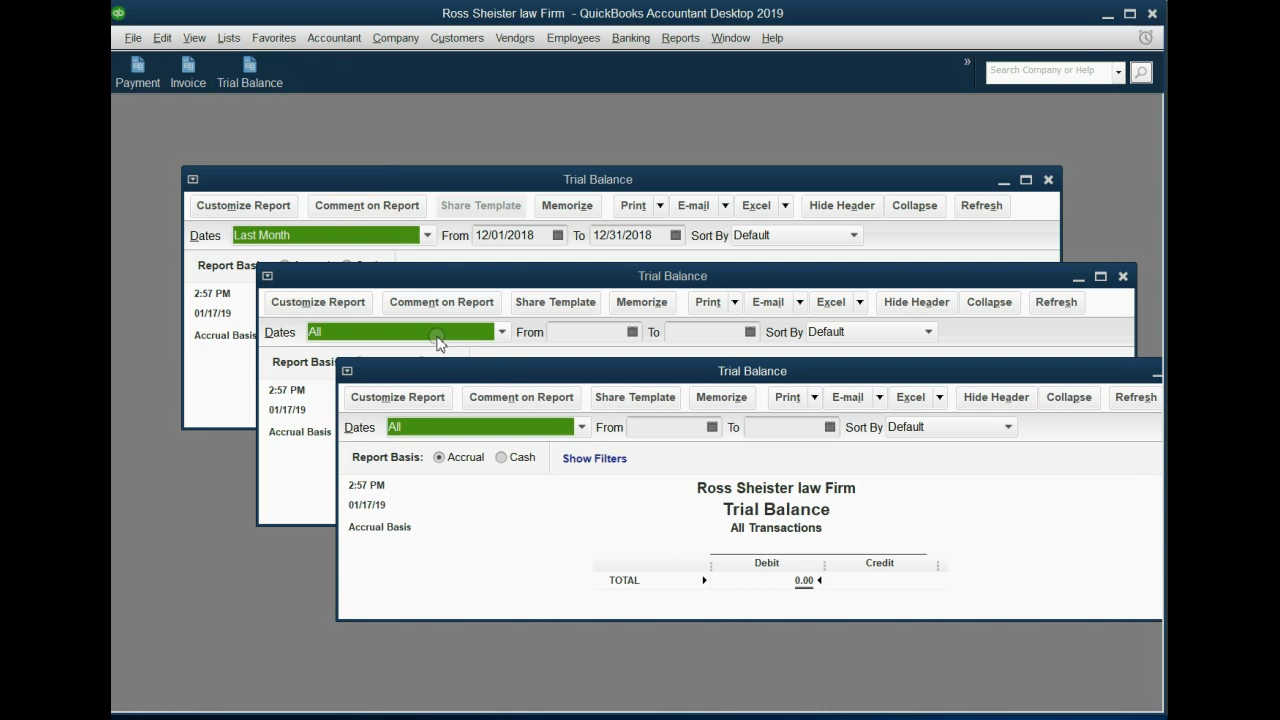 qb
Ross Sheister law Firm - QuickBooks Accountant Desktop 2019
File Edit View Lists Favorites Accountant Company Customers Vendors Employees Banking Reports Window Help
Payment Invoice Trial Balance » Search Company or Help
Trial Balance
Customize Report Comment on Report Share Template Memorize Print E-mail Excel Hide Header Collapse Refresh
Dates Last Month From 12/01/2018 To 12/31/2018 Sort By Default
Report Bas
2:57 PM
01/17/19
Accrual Basis
Trial Balance
Customize Report Comment on Report Share Template Memorize Print E-mail Excel Hide Header Collapse Refresh
Dates All From To Sort By Default
Report Basis
2:57 PM
01/17/19
Accrual Basis
Trial Balance
Customize Report Comment on Report Share Template Memorize Print E-mail Excel Hide Header Collapse Refresh
Dates All From To Sort By Default
Report Basis: Accrual Cash Show Filters
2:57 PM
01/17/19
Accrual Basis
Ross Sheister law Firm
Trial Balance
All Transactions
Debit Credit
TOTAL 0.00